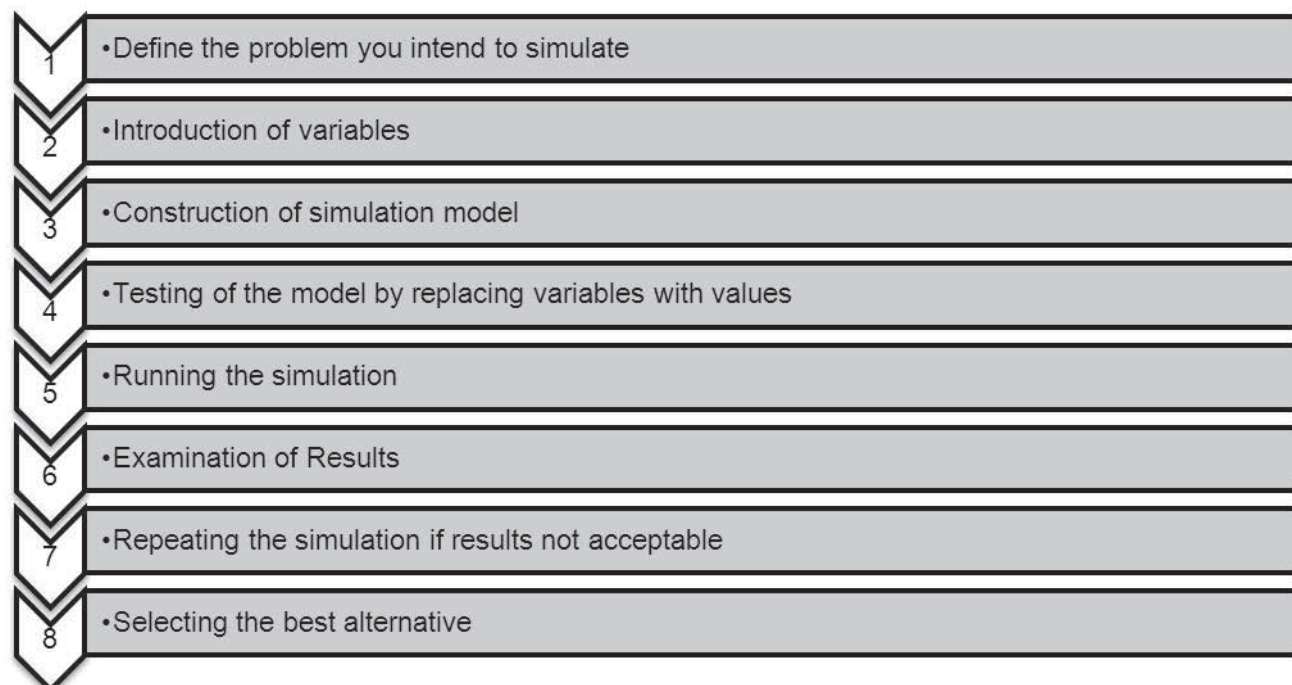 1 •Define the problem you intend to simulate
2 •Introduction of variables
3 •Construction of simulation model
4 •Testing of the model by replacing variables with values
5 •Running the simulation
6 •Examination of Results
7 •Repeating the simulation if results not acceptable
8 •Selecting the best alternative